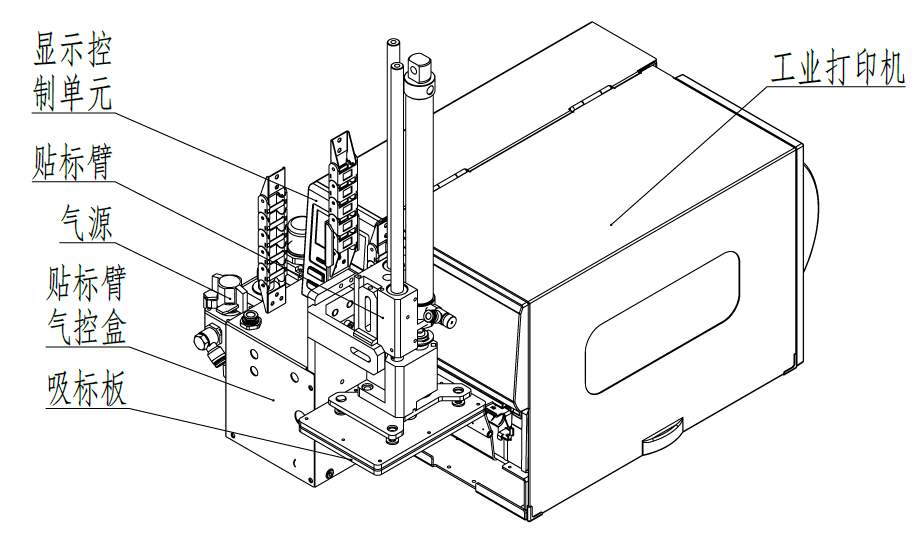 显示控
制单元
贴标臂
气源
贴标臂
气控盒
吸标板
工业打印机